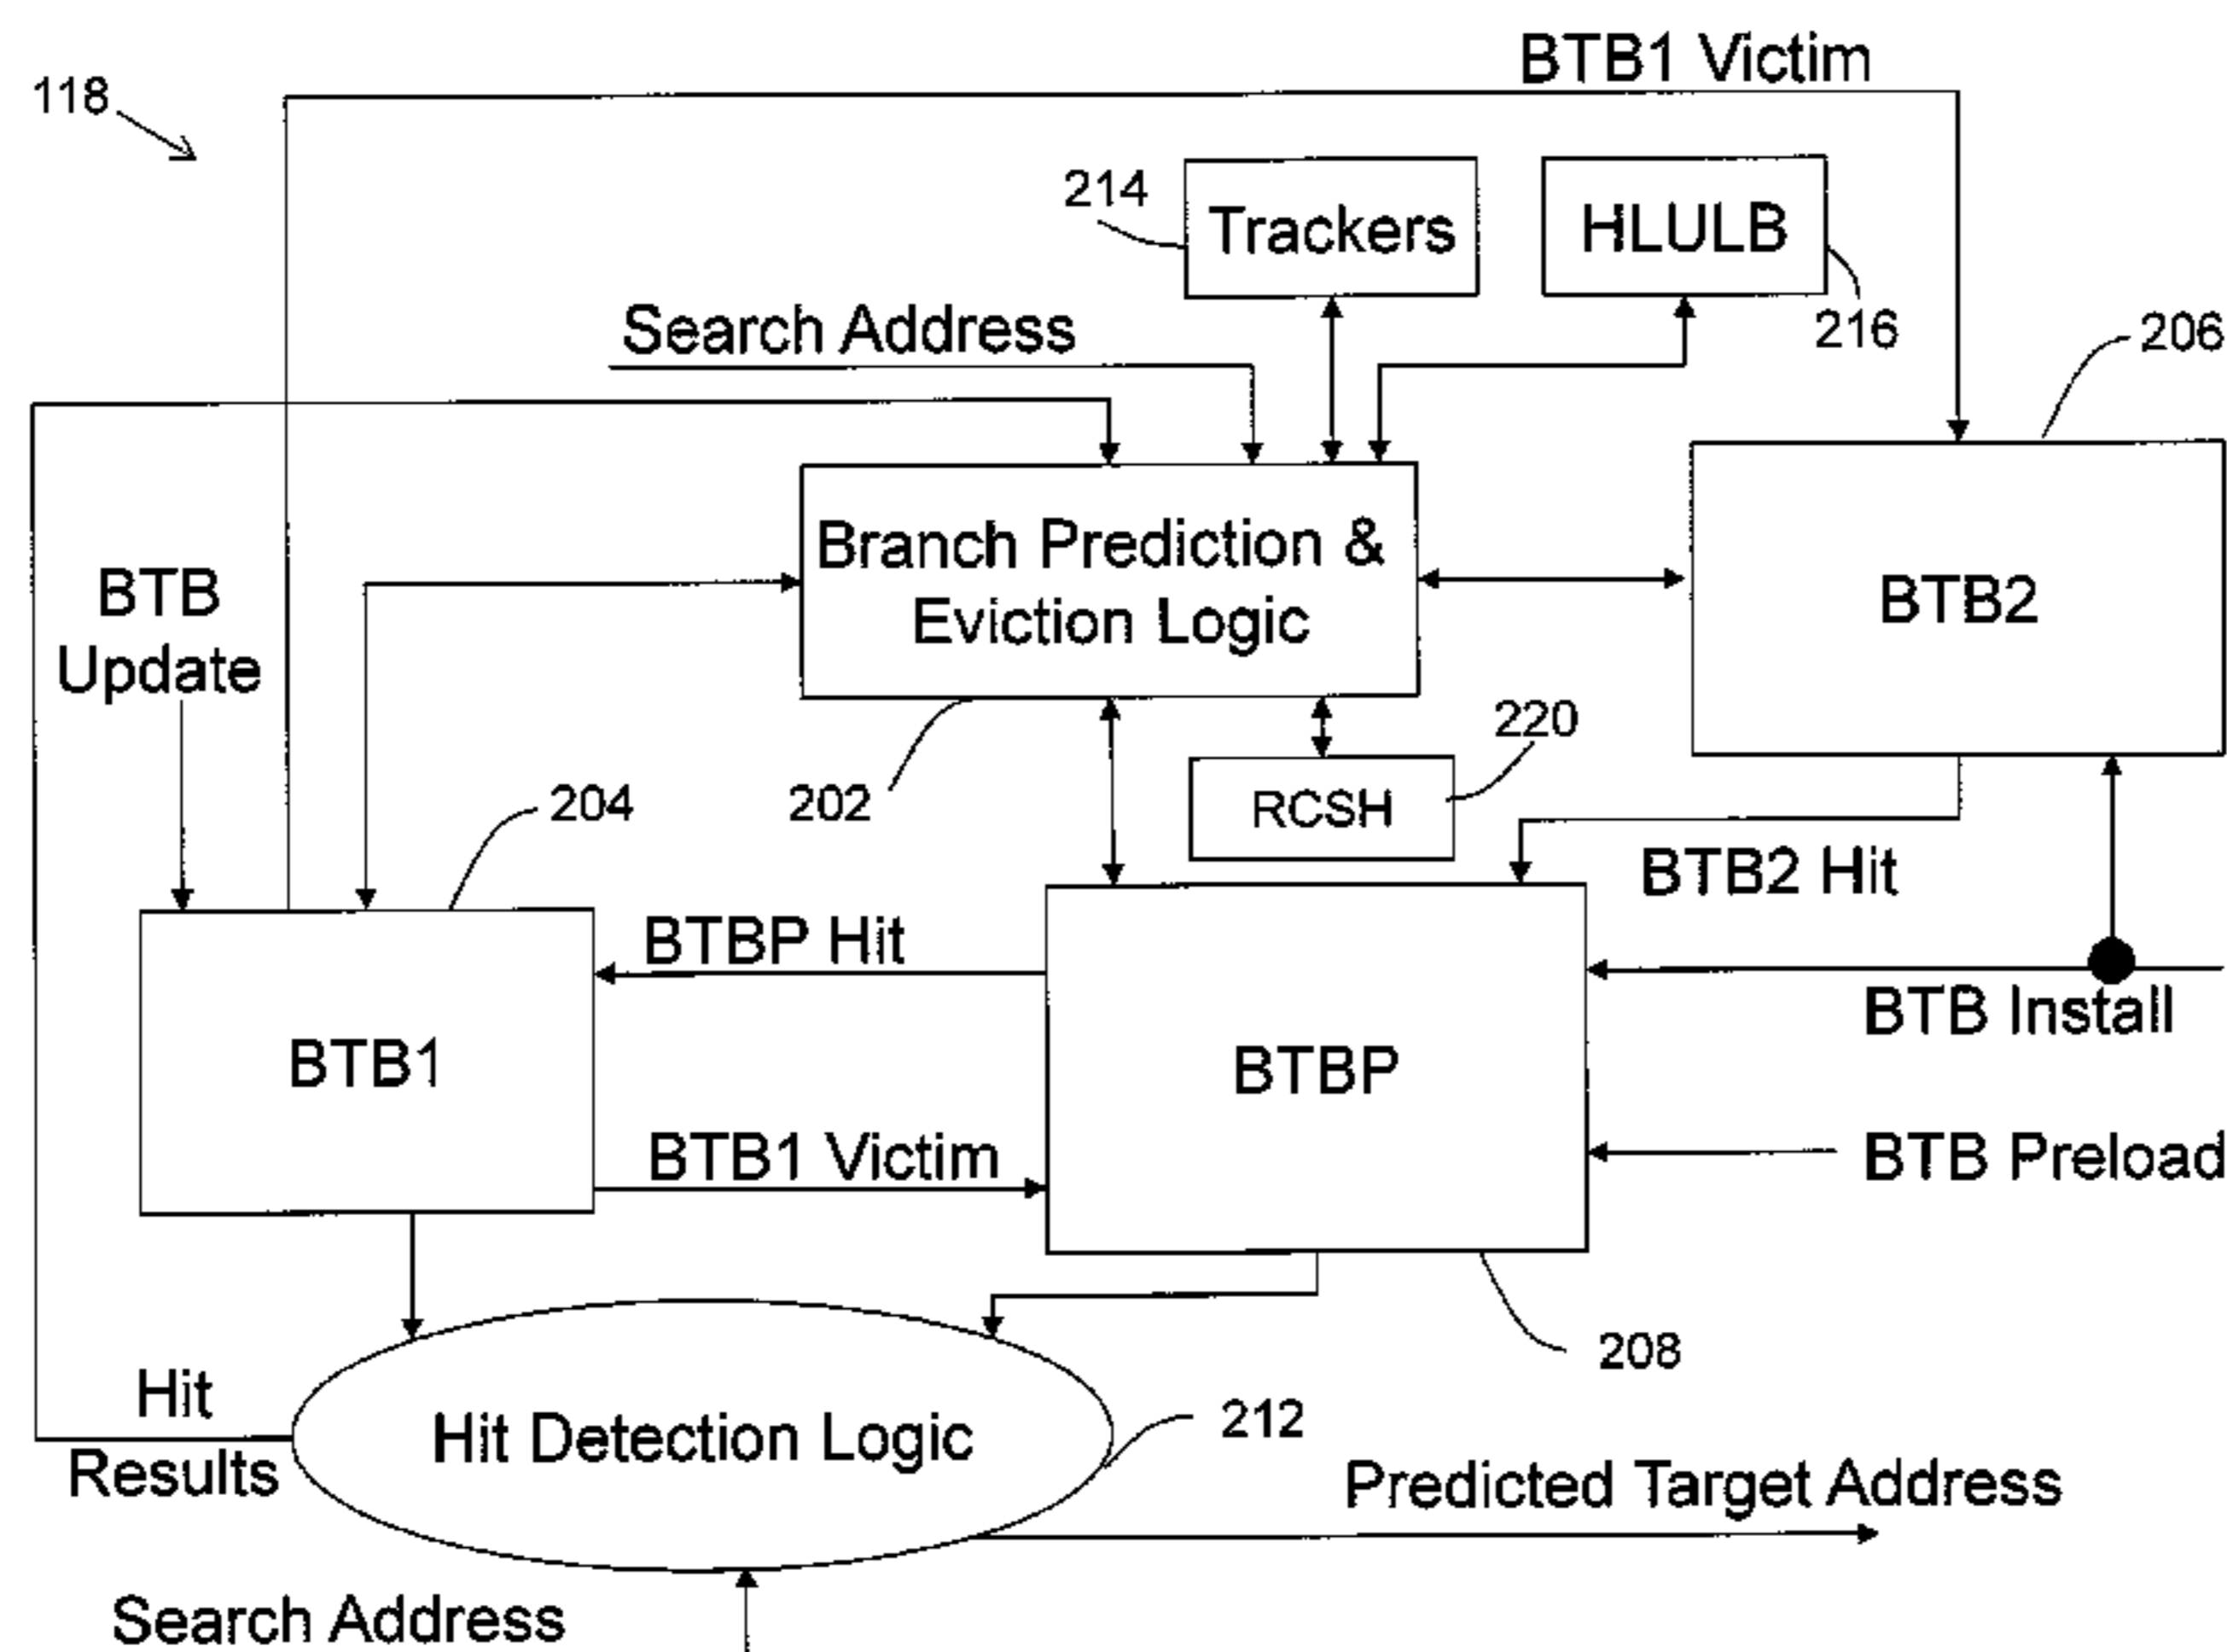 BTB1 Victim
118
214
Trackers
HLULB
216
206
Search Address
Branch Prediction &
Eviction Logic
BTB2
BTB
Update
220
204
202
RCSH
BTB2 Hit
BTBP Hit
BTB Install
BTB1
BTBP
BTB1 Victim
BTB Preload
208
Hit
Results
Hit Detection Logic
212
Predicted Target Address
Search Address